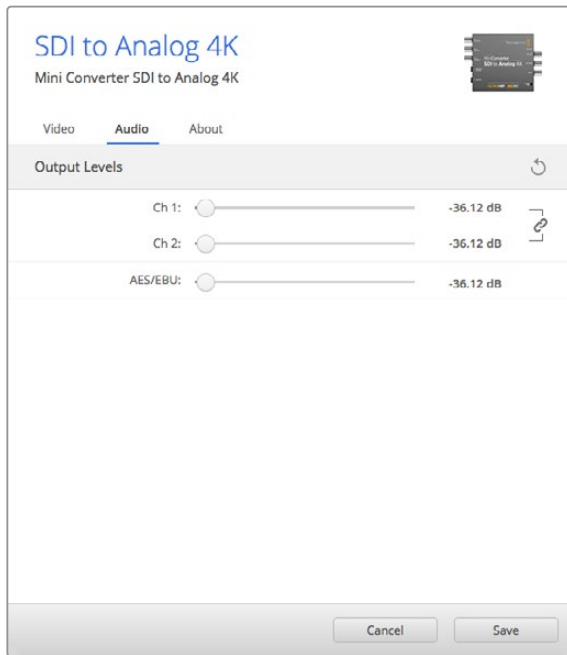 SDI to Analog 4K
Mini Converter SDI to Analog 4K
Video Audio About
Output Levels
Ch 1: -36.12 dB
Ch 2: -36.12 dB
AES/EBU: -36.12 dB
Cancel Save